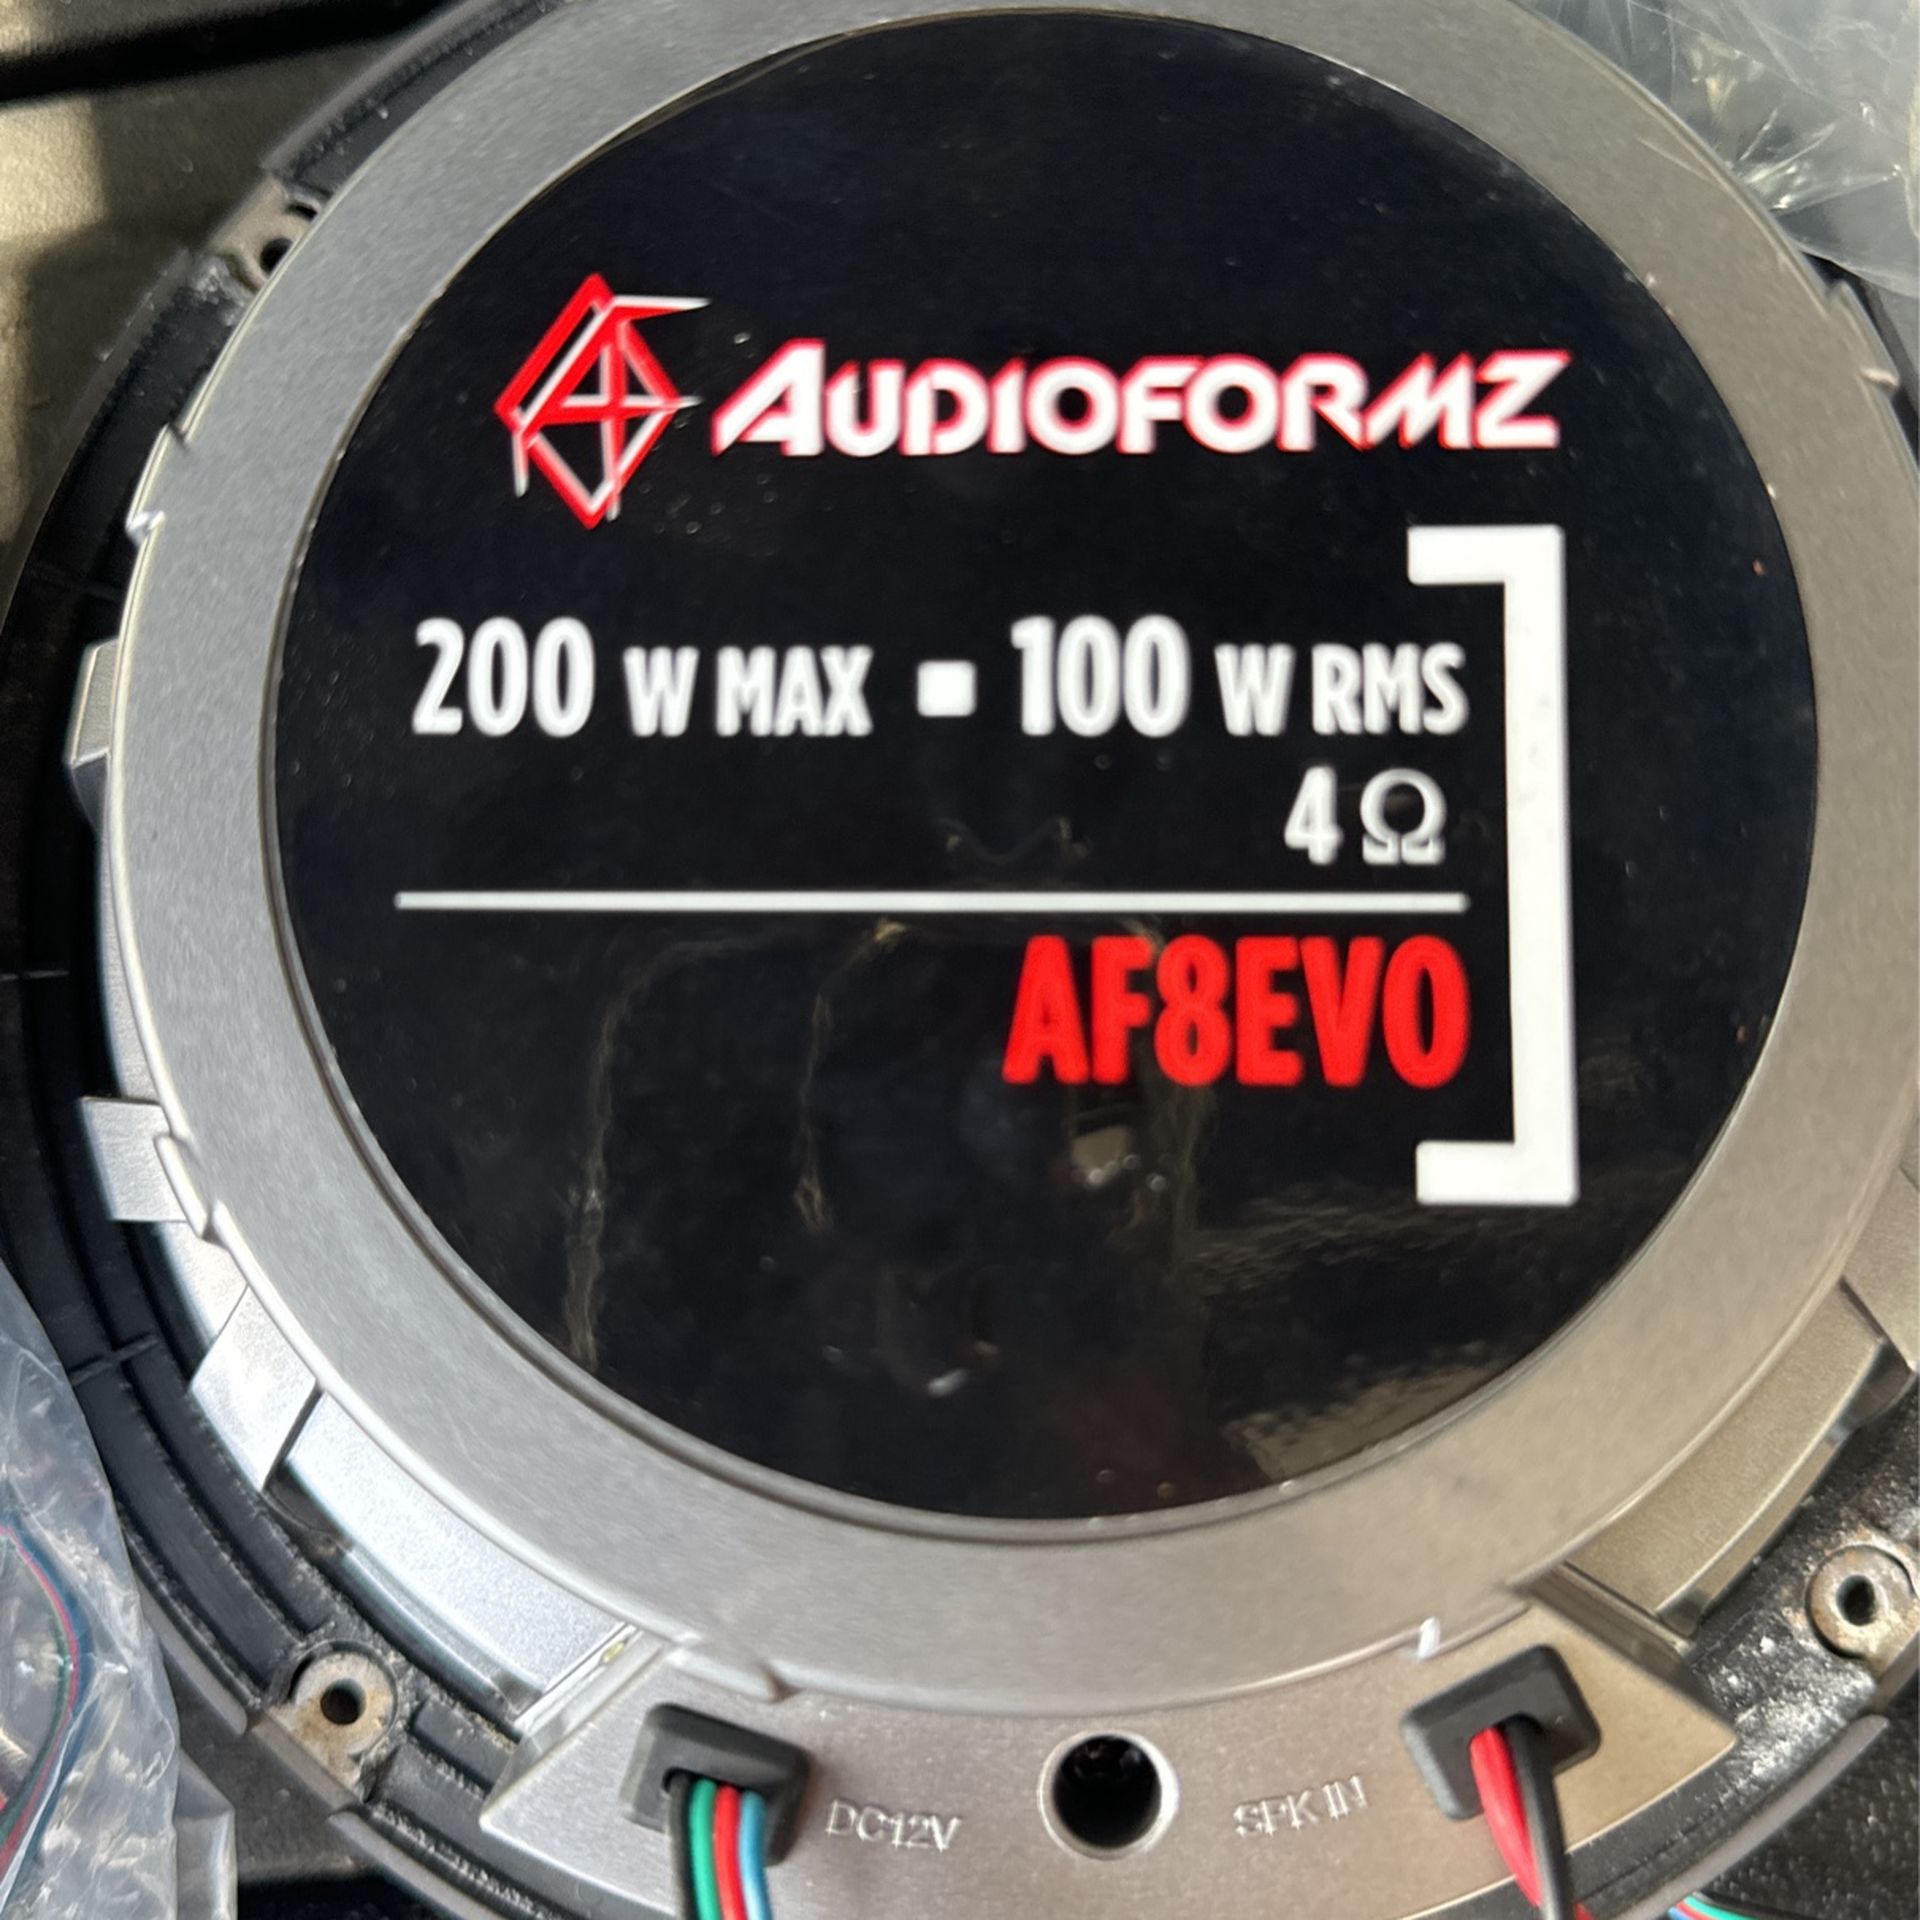 AUDIOFORMZ
200 W MAX ▪ 100 W RMS
4 Ω
AF8EVO
DC12V
SPK IN